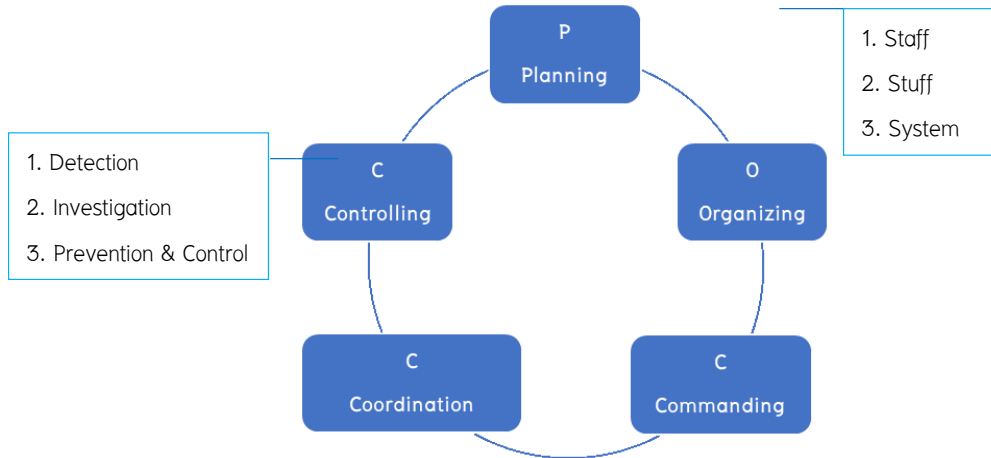 P
Planning
1. Staff
2. Stuff
3. System
1. Detection
2. Investigation
3. Prevention & Control
C
Controlling
O
Organizing
C
Coordination
C
Commanding